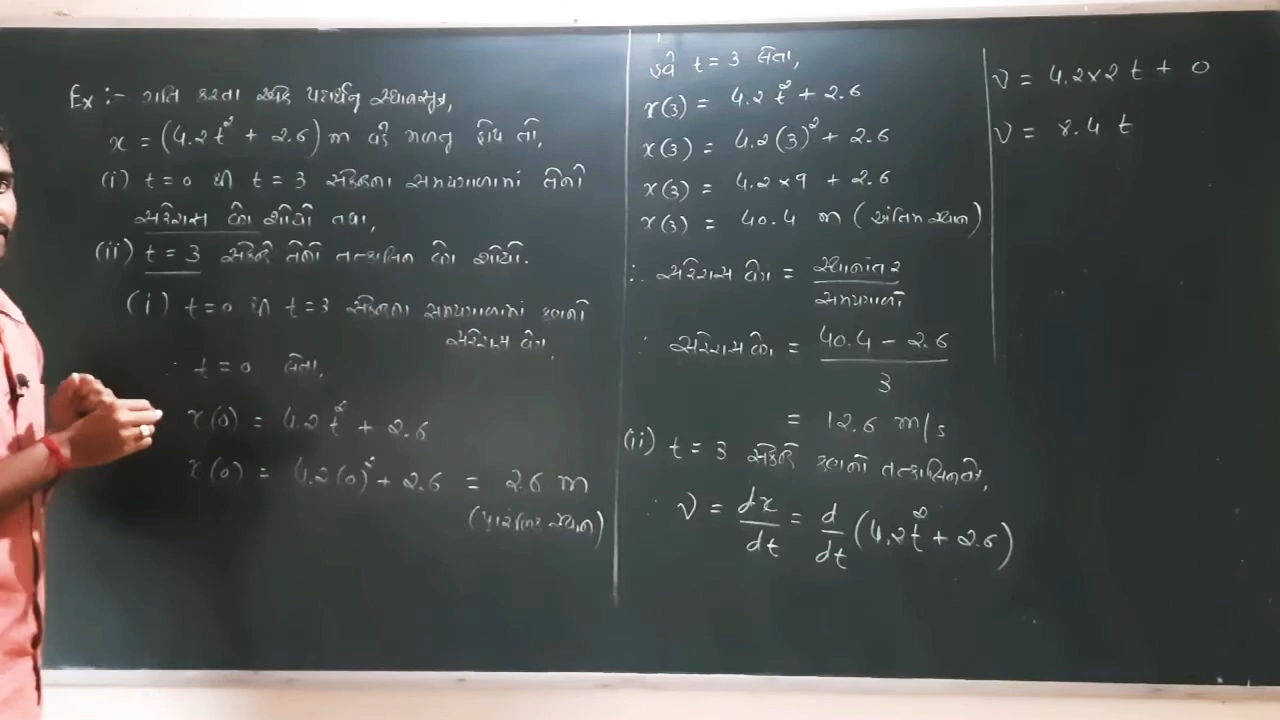 Ex :- ગતિ કરતા એક પદાર્થનું સ્થાનસૂત્ર,
x = (4.2t² + 2.6) m વડે મળતું હોય તો,
(i) t=0 થી t = 3 સેકન્ડના સમયગાળામાં તેનો
સરેરાશ વેગ શોધો તથા,
(ii) t = 3 સેકન્ડે તેનો તત્કાલિન વેગ શોધો.
(i) t=0 થી t=3 સેકન્ડના સમયગાળામાં કણનો
સરેરાશ વેગ,
∴ t = 0 લેતા,
x(0) = 4.2t² + 2.6
x(0) = 4.2(0)² + 2.6 = 2.6 m
(પ્રારંભિક સ્થાન)
હવે t = 3 લેતા,
x(3) = 4.2t² + 2.6
x(3) = 4.2(3)² + 2.6
x(3) = 4.2×9 + 2.6
x(3) = 40.4 m (અંતિમ સ્થાન)
∴ સરેરાશ વેગ = સ્થાનાંતર
સમયગાળો
∴ સરેરાશ વેગ = 40.4 - 2.6
3
= 12.6 m/s
(ii) t = 3 સેકન્ડે કણનો તત્કાલિન વેગ,
∴ v = dx/dt = d/dt (4.2t² + 2.6)
v = 4.2×2t + 0
v = 8.4 t